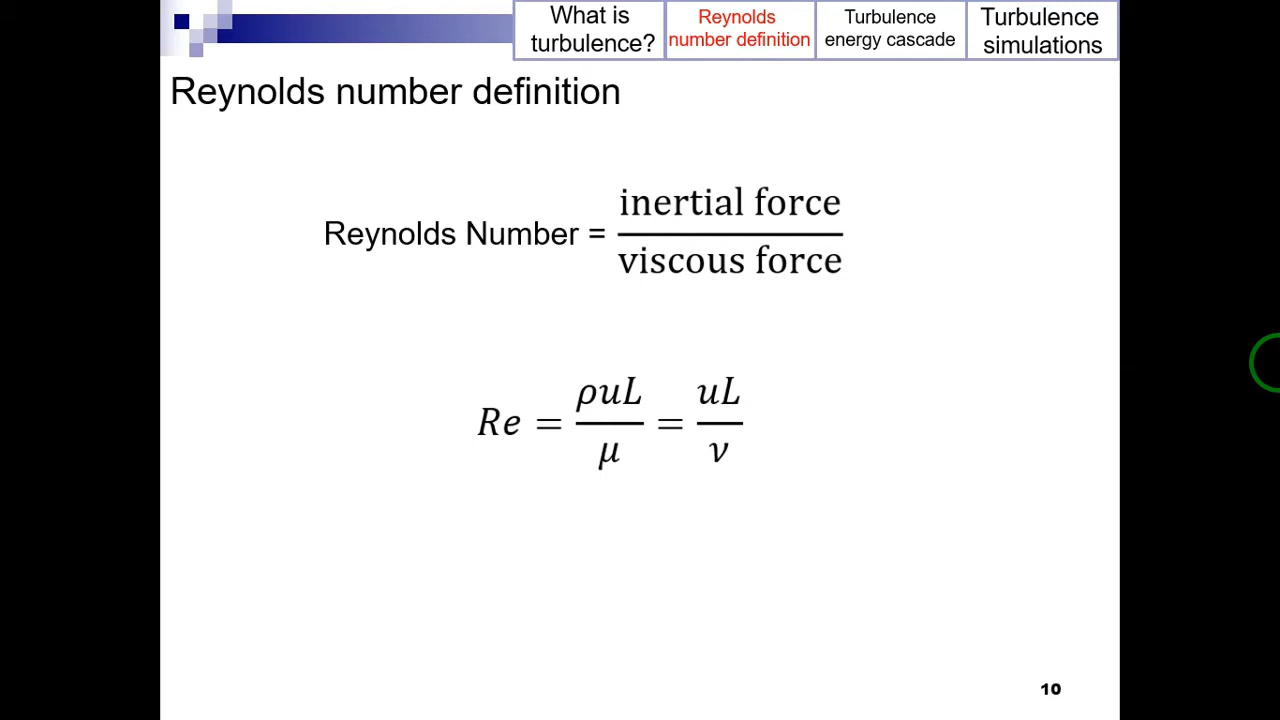 What is
turbulence?
Reynolds
number definition
Turbulence
energy cascade
Turbulence
simulations
Reynolds number definition
Reynolds Number = inertial force / viscous force
Re = ρuL / μ = uL / ν
10